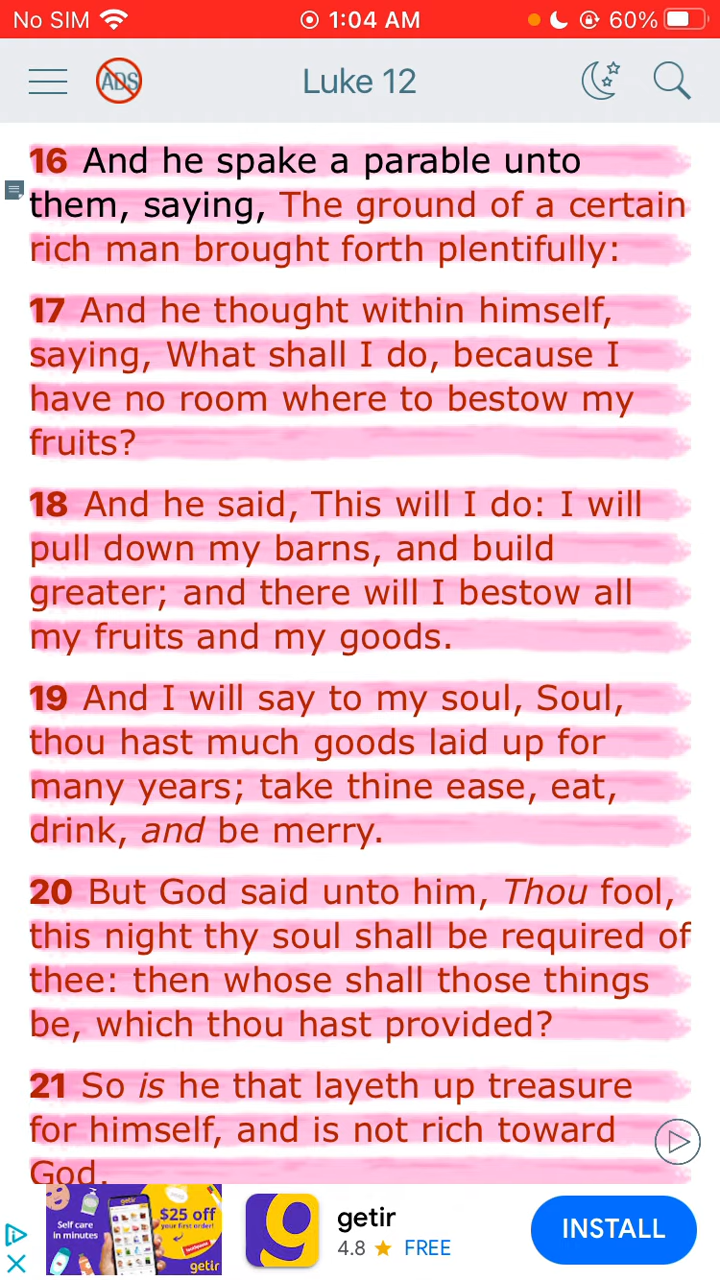 No SIM 1:04 AM 60%
ADS Luke 12
16 And he spake a parable unto
them, saying, The ground of a certain
rich man brought forth plentifully:
17 And he thought within himself,
saying, What shall I do, because I
have no room where to bestow my
fruits?
18 And he said, This will I do: I will
pull down my barns, and build
greater; and there will I bestow all
my fruits and my goods.
19 And I will say to my soul, Soul,
thou hast much goods laid up for
many years; take thine ease, eat,
drink, and be merry.
20 But God said unto him, Thou fool,
this night thy soul shall be required of
thee: then whose shall those things
be, which thou hast provided?
21 So is he that layeth up treasure
for himself, and is not rich toward
God.
Self care
in minutes
getir
$25 off
your first order!
getir
getir
4.8 FREE
INSTALL